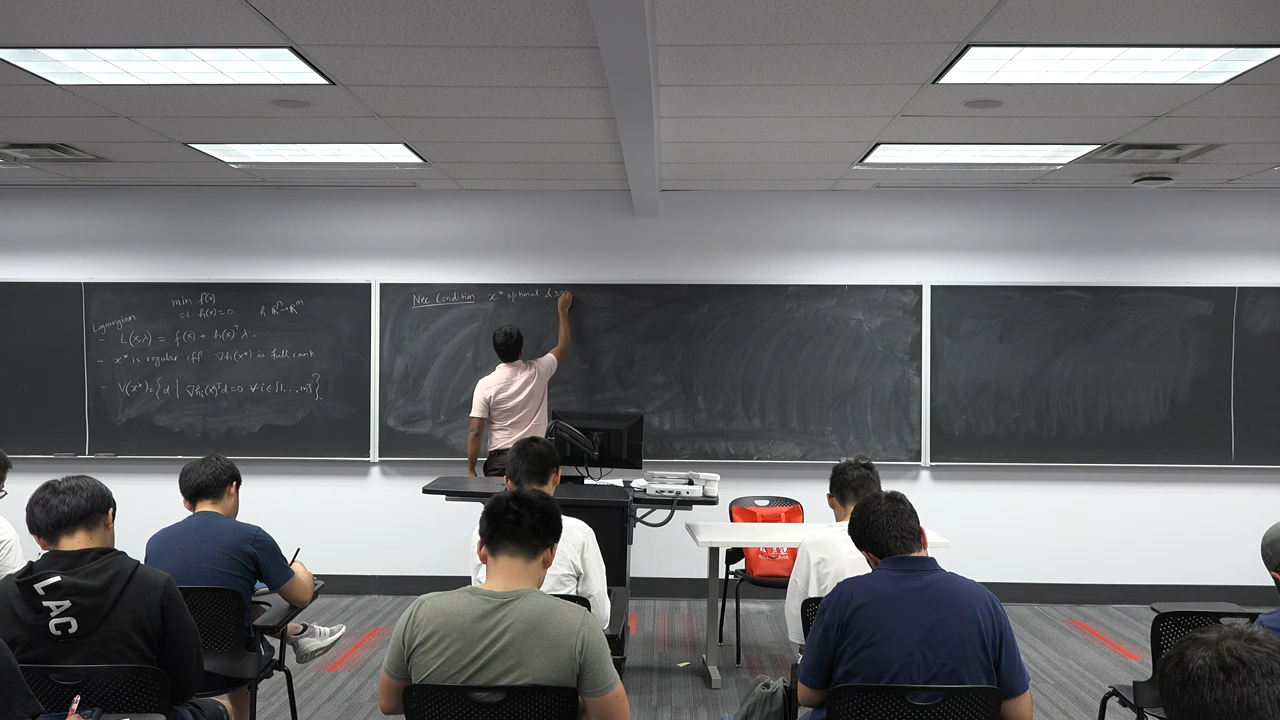 min f(x)
s.t. h(x)=0 h: ℝⁿ→ℝᵐ
Lagrangian
- L(x,λ) = f(x) + h(x)ᵀλ.
- x* is regular iff ∇h(x*) is full rank
- V(x*)={d | ∇hᵢ(x*)ᵀd=0 ∀ i∈{1,...,m}}.
Nec Condition x* optimal &
LAC